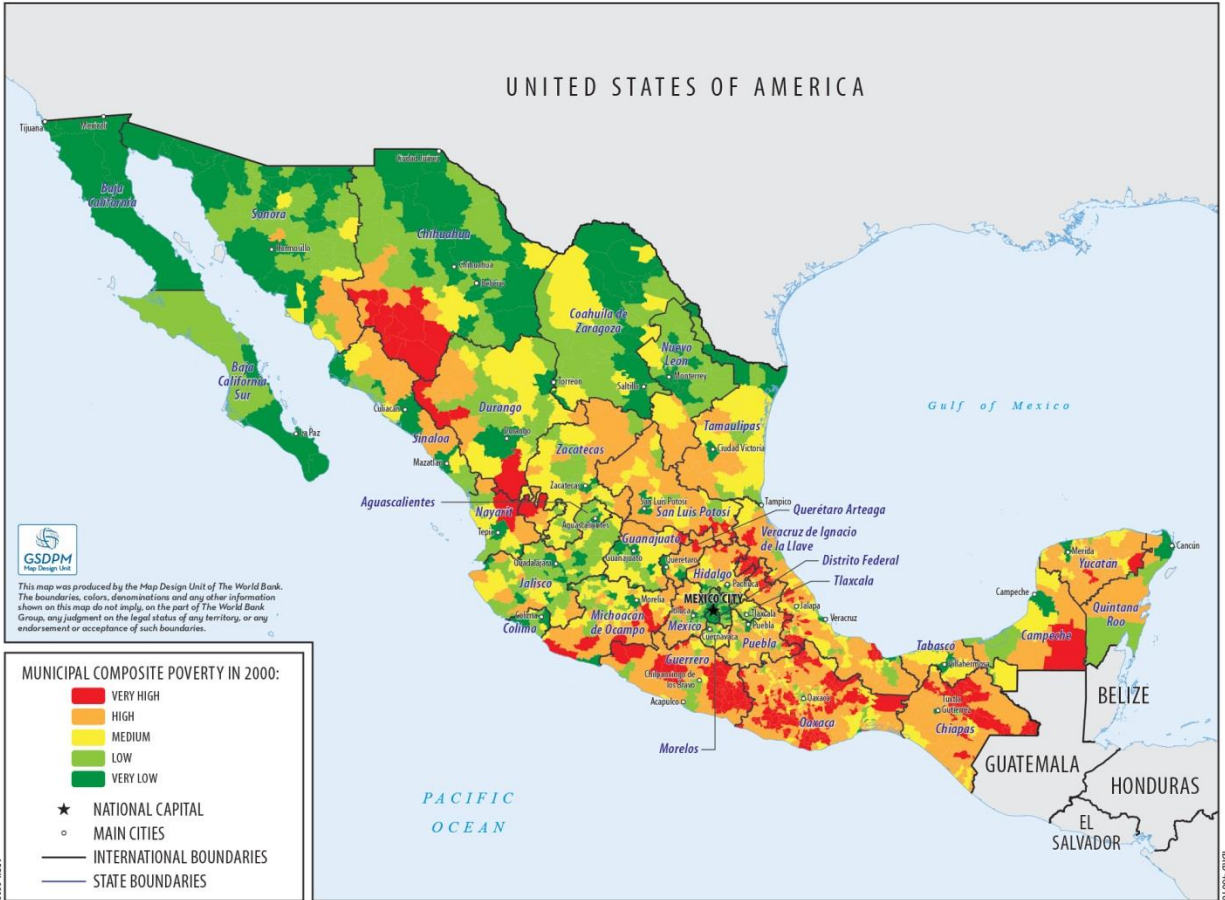 UNITED STATES OF AMERICA
Tijuana
Mexicali
Ciudad Juárez
Baja
California
Sonora
Hermosillo
Chihuahua
Chihuahua
Delicias
Coahuila de
Zaragoza
Nuevo
Leon
Monterrey
Saltillo
Torreon
Baja
California
Sur
La Paz
Culiacán
Sinaloa
Durango
Durango
Mazatlán
Zacatecas
Zacatecas
Tamaulipas
Ciudad Victoria
Gulf of Mexico
Aguascalientes
Nayarit
Tepic
Aguascalientes
San Luis Potosí
San Luis Potosí
Tampico
Querétaro Arteaga
Veracruz de Ignacio
de la Llave
Distrito Federal
Tlaxcala
Guanajuato
Guanajuato
Querétaro
Hidalgo
Pachuca
Guadalajara
Jalisco
Morelia
MEXICO CITY
Toluca
Tlaxcala
Puebla
Jalapa
Veracruz
Colima
Colima
Michoacán
de Ocampo
México
Cuernavaca
Puebla
Guerrero
Chilpancingo de
los Bravo
Acapulco
Morelos
Oaxaca
Oaxaca
Tabasco
Villahermosa
Tuxtla
Gutiérrez
Chiapas
Campeche
Campeche
Merida
Yucatán
Cancún
Quintana
Roo
BELIZE
GUATEMALA
HONDURAS
EL
SALVADOR
PACIFIC
OCEAN
GSDPM
Map Design Unit
This map was produced by the Map Design Unit of The World Bank.
The boundaries, colors, denominations and any other information
shown on this map do not imply, on the part of The World Bank
Group, any judgment on the legal status of any territory, or any
endorsement or acceptance of such boundaries.
MUNICIPAL COMPOSITE POVERTY IN 2000:
VERY HIGH
HIGH
MEDIUM
LOW
VERY LOW
NATIONAL CAPITAL
MAIN CITIES
INTERNATIONAL BOUNDARIES
STATE BOUNDARIES